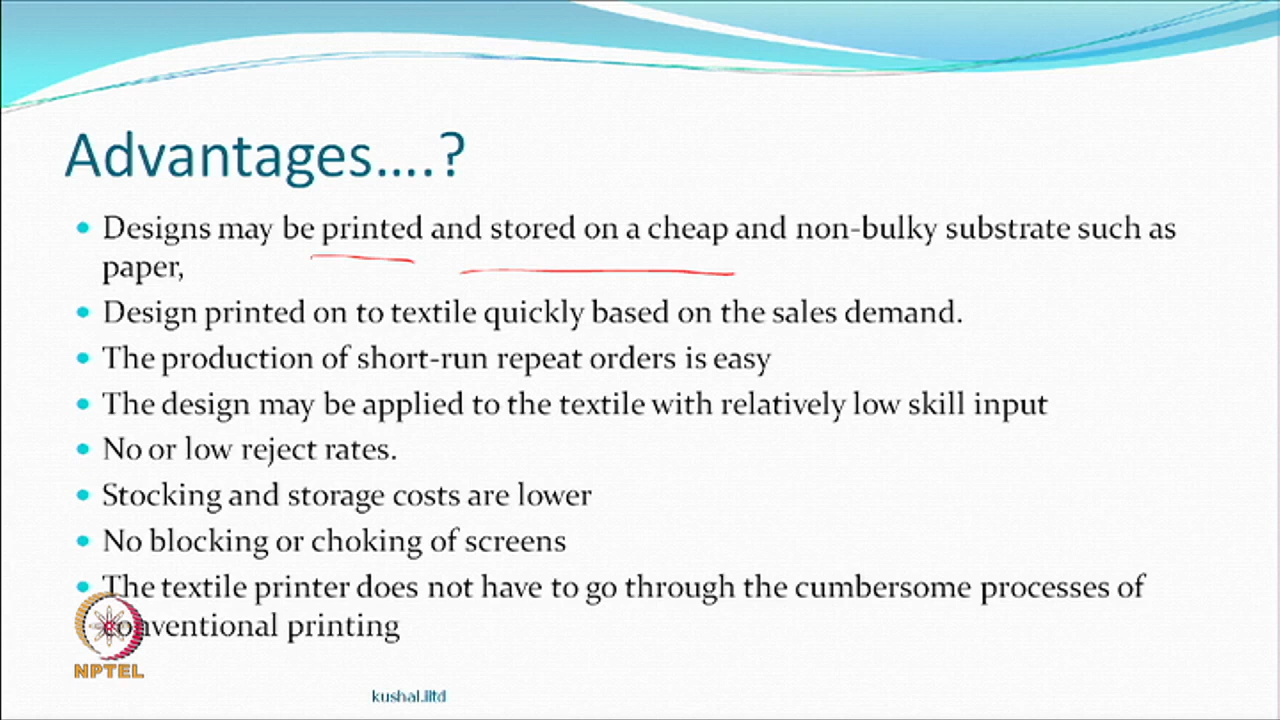 Advantages....?
• Designs may be printed and stored on a cheap and non-bulky substrate such as
paper,
• Design printed on to textile quickly based on the sales demand.
• The production of short-run repeat orders is easy
• The design may be applied to the textile with relatively low skill input
• No or low reject rates.
• Stocking and storage costs are lower
• No blocking or choking of screens
• The textile printer does not have to go through the cumbersome processes of
conventional printing
NPTEL
kushal.iitd